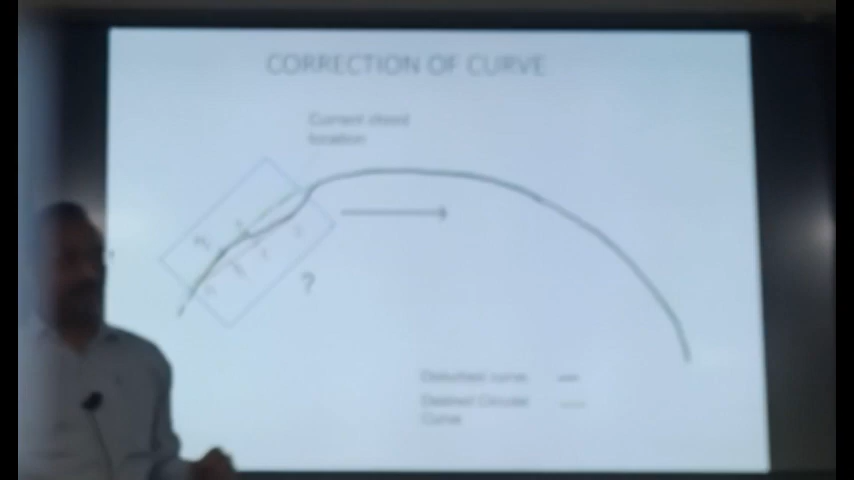 CORRECTION OF CURVE
Current chord
location
?
Disturbed curve
Desired Circular
Curve